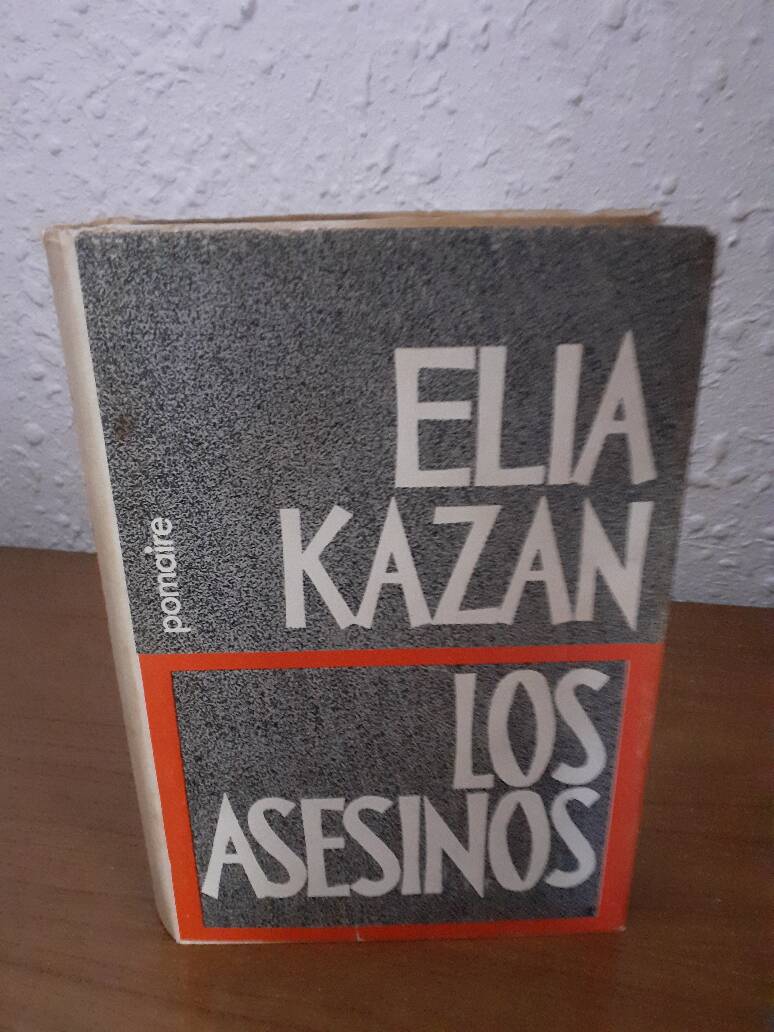 ELIA
KAZAN
pomaire
LOS
ASESINOS